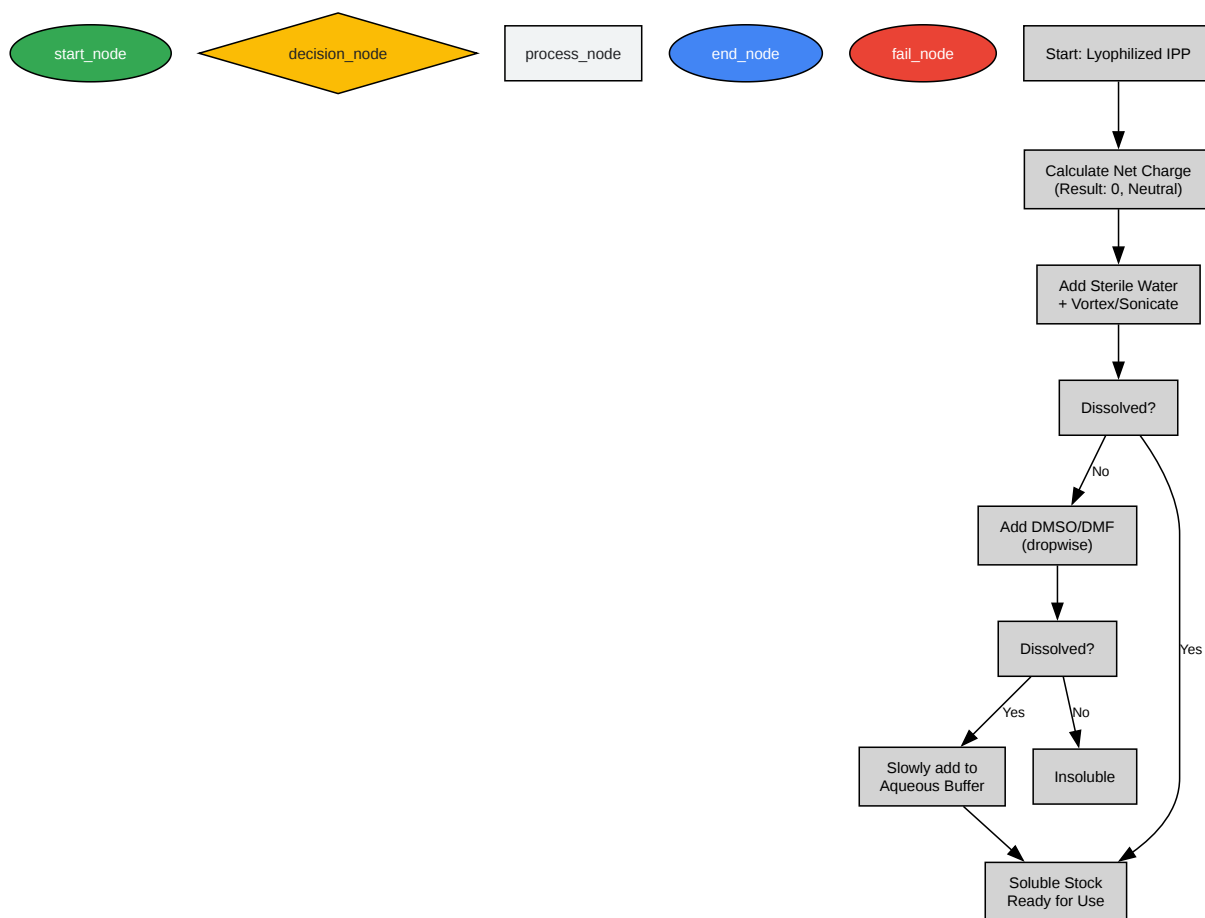 start_node
decision_node
process_node
end_node
fail_node
Start: Lyophilized IPP
Calculate Net Charge
(Result: 0, Neutral)
Add Sterile Water
+ Vortex/Sonicate
Dissolved?
No
Add DMSO/DMF
(dropwise)
Dissolved?
Yes
Yes
No
Slowly add to
Aqueous Buffer
Insoluble
Soluble Stock
Ready for Use